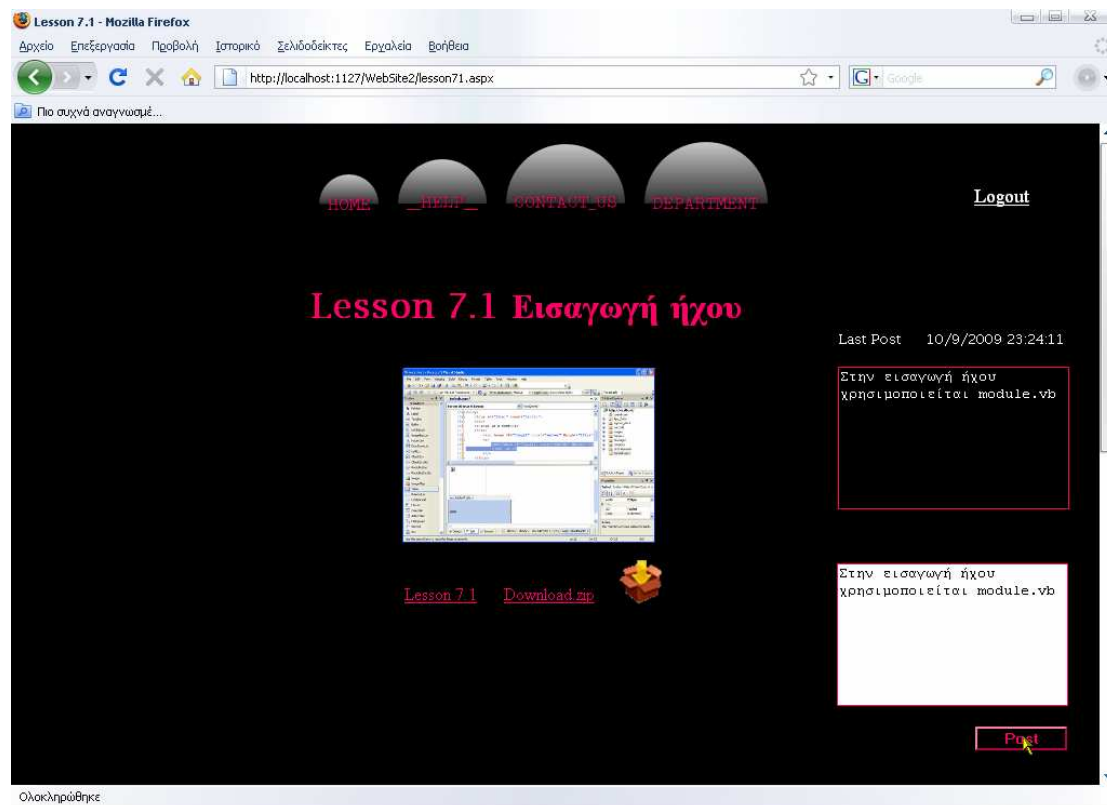 Lesson 7.1 - Mozilla Firefox
Αρχείο Επεξεργασία Προβολή Ιστορικό Σελιδοδείκτες Εργαλεία Βοήθεια
http://localhost:1127/WebSite2/lesson71.aspx
Google
Πιο συχνά αναγνωσμέ...
HOME __HELP__ CONTACT_US DEPARTMENT
Logout
Lesson 7.1 Εισαγωγή ήχου
Last Post 10/9/2009 23:24:11
Στην εισαγωγή ήχου
χρησιμοποιείται module.vb
Lesson 7.1 Download.zip
Στην εισαγωγή ήχου
χρησιμοποιείται module.vb
Post
Ολοκληρώθηκε